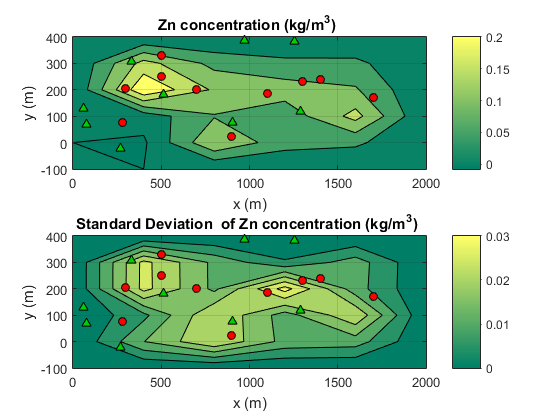 Zn concentration (kg/m³)
400
300
200
100
0
-100
y (m)
0 500 1000 1500 2000
x (m)
0.2
0.15
0.1
0.05
0
Standard Deviation of Zn concentration (kg/m³)
400
300
200
100
0
-100
y (m)
0 500 1000 1500 2000
x (m)
0.03
0.02
0.01
0